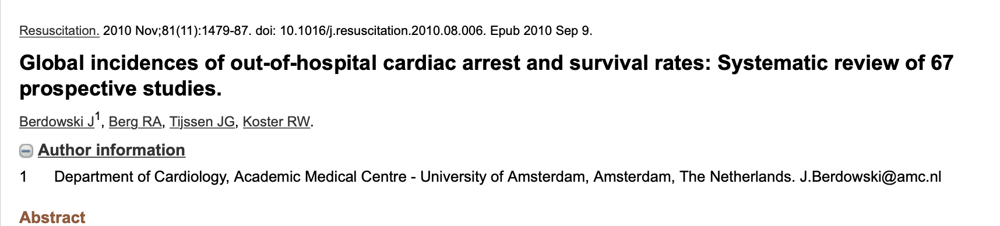 Resuscitation. 2010 Nov;81(11):1479-87. doi: 10.1016/j.resuscitation.2010.08.006. Epub 2010 Sep 9.
Global incidences of out-of-hospital cardiac arrest and survival rates: Systematic review of 67
prospective studies.
Berdowski J1, Berg RA, Tijssen JG, Koster RW.
Author information
1 Department of Cardiology, Academic Medical Centre - University of Amsterdam, Amsterdam, The Netherlands. J.Berdowski@amc.nl
Abstract